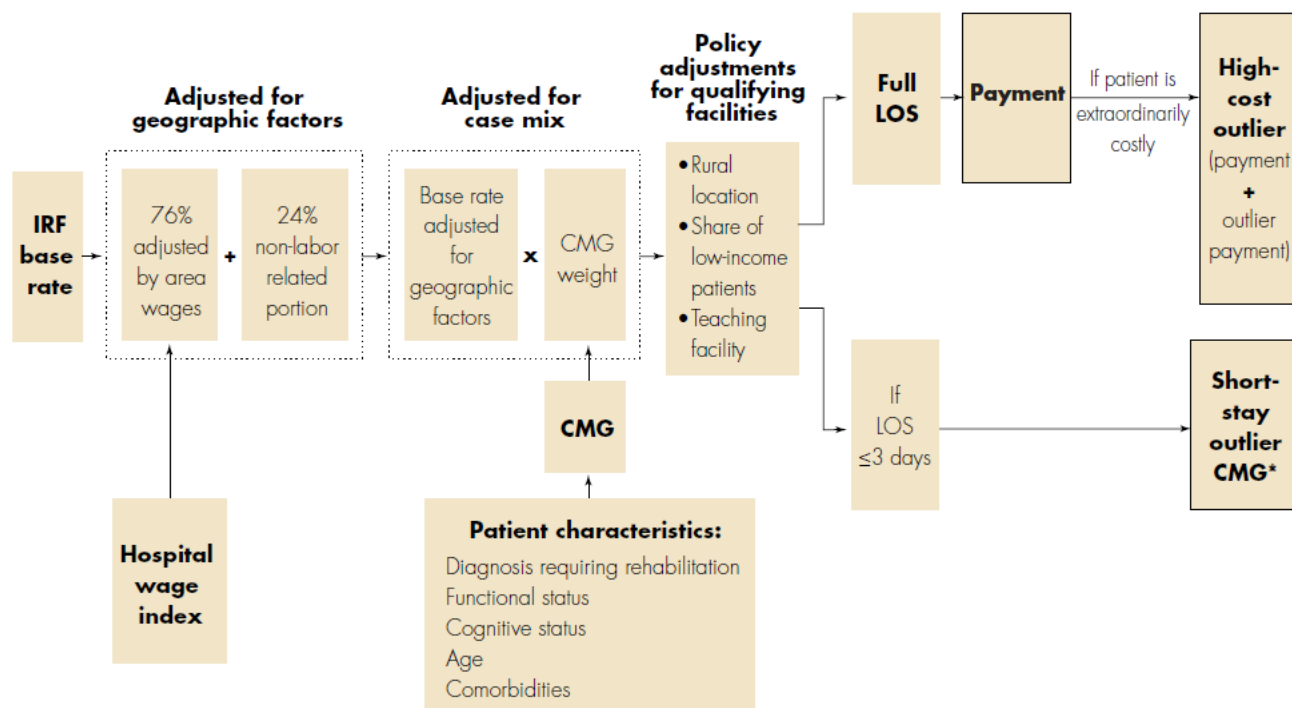 Adjusted for
geographic factors
Adjusted for
case mix
Policy
adjustments
for qualifying
facilities
IRF
base
rate
76%
adjusted
by area
wages
+
24%
non-labor
related
portion
Base rate
adjusted
for
geographic
factors
x
CMG
weight
•Rural
location
•Share of
low-income
patients
•Teaching
facility
Full
LOS
Payment
If patient is
extraordinarily
costly
High-
cost
outlier
(payment
+
outlier
payment)
If
LOS
≤3 days
Short-
stay
outlier
CMG*
CMG
Hospital
wage
index
Patient characteristics:
Diagnosis requiring rehabilitation
Functional status
Cognitive status
Age
Comorbidities